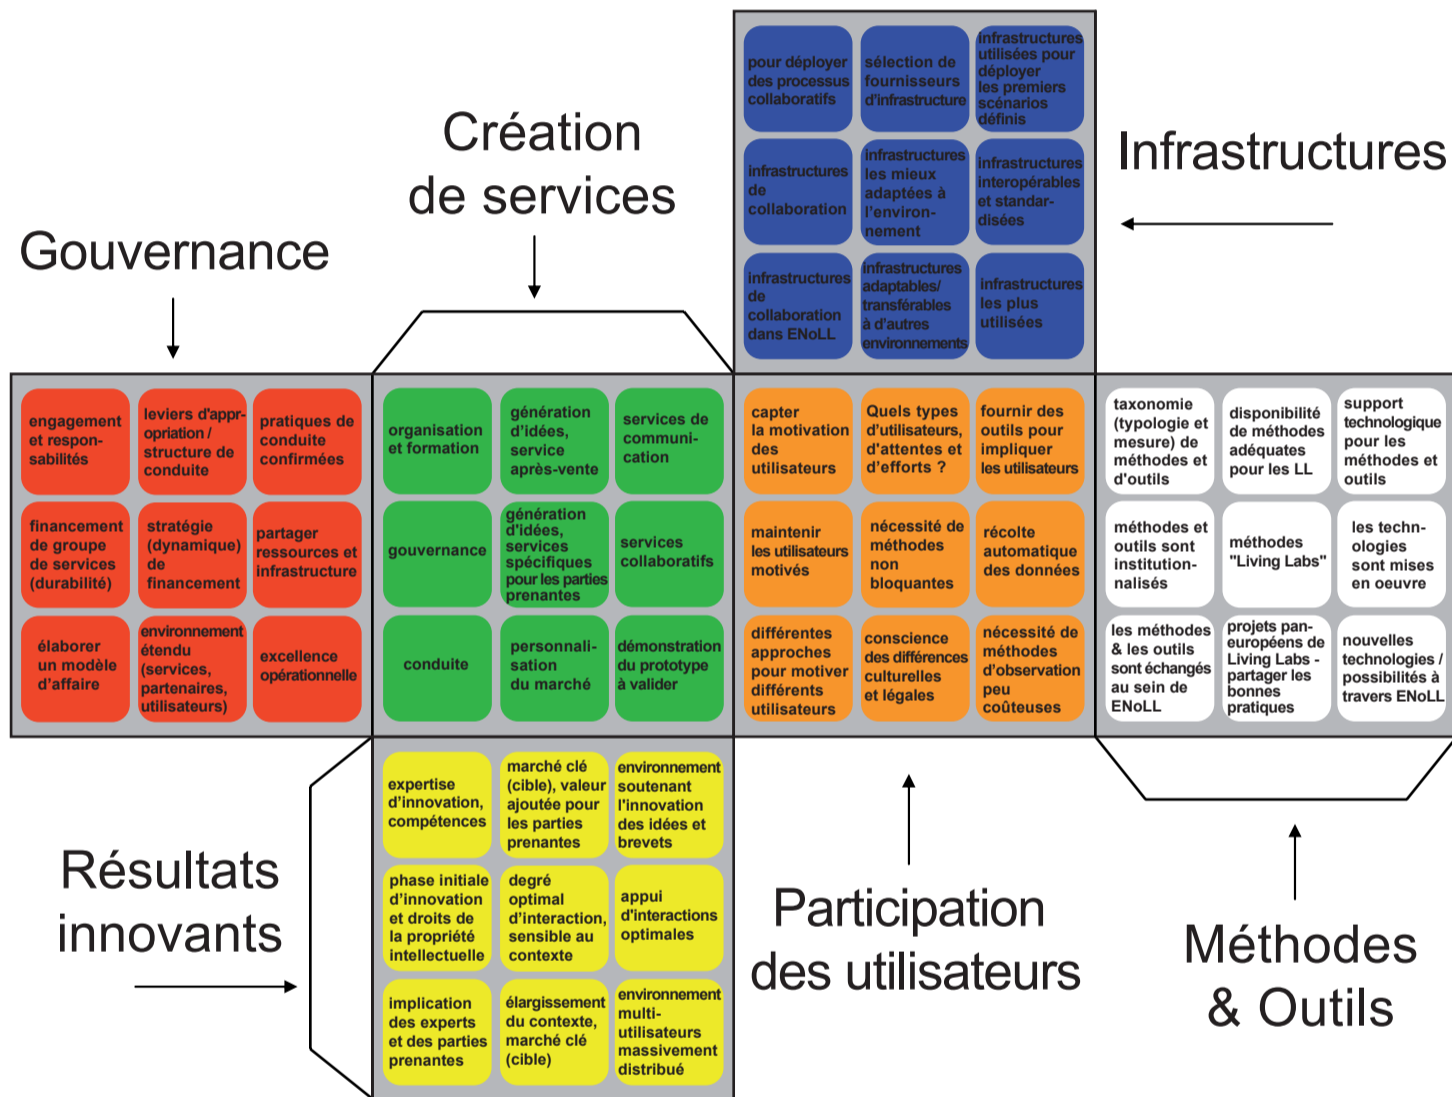 Création
de services
Infrastructures
Gouvernance
pour déployer
des processus
collaboratifs
sélection de
fournisseurs
d'infrastructure
infrastructures
utilisées pour
déployer
les premiers
scénarios
définis
infrastructures
de
collaboration
infrastructures
les mieux
adaptées à
l'environ-
nement
infrastructures
interopérables
et standar-
disées
infrastructures
de
collaboration
dans ENoLL
infrastructures
adaptables/
transférables
à d'autres
environnements
infrastructures
les plus
utilisées
engagement
et respon-
sabilités
leviers d'appr-
opriation /
structure de
conduite
pratiques de
conduite
confirmées
financement
de groupe
de services
(durabilité)
stratégie
(dynamique)
de
financement
partager
ressources et
infrastructure
élaborer
un modèle
d'affaire
environnement
étendu
(services,
partenaires,
utilisateurs)
excellence
opérationnelle
organisation
et formation
génération
d'idées,
service
après-vente
services de
communi-
cation
gouvernance
génération
d'idées,
services
spécifiques
pour les parties
prenantes
services
collaboratifs
conduite
personnali-
sation
du marché
démonstration
du prototype
à valider
capter
la motivation
des
utilisateurs
Quels types
d'utilisateurs,
d'attentes et
d'efforts ?
fournir des
outils pour
impliquer
les utilisateurs
maintenir
les utilisateurs
motivés
nécessité de
méthodes
non
bloquantes
récolte
automatique
des données
différentes
approches
pour motiver
différents
utilisateurs
conscience
des différences
culturelles
et légales
nécessité de
méthodes
d'observation
peu
coûteuses
taxonomie
(typologie et
mesure) de
méthodes et
d'outils
disponibilité
de méthodes
adéquates
pour les LL
support
technologique
pour les
méthodes et
outils
méthodes et
outils sont
institution-
nalisés
méthodes
"Living Labs"
les techn-
ologies
sont mises
en oeuvre
les méthodes
& les outils
sont échangés
au sein de
ENoLL
projets pan-
européens de
Living Labs -
partager les
bonnes
pratiques
nouvelles
technologies /
possibilités à
travers ENoLL
expertise
d'innovation,
compétences
marché clé
(cible), valeur
ajoutée pour
les parties
prenantes
environnement
soutenant
l'innovation
des idées et
brevets
phase initiale
d'innovation
et droits de
la propriété
intellectuelle
degré
optimal
d'interaction,
sensible au
contexte
appui
d'interactions
optimales
implication
des experts
et des parties
prenantes
élargissement
du contexte,
marché clé
(cible)
environnement
multi-
utilisateurs
massivement
distribué
Résultats
innovants
Participation
des utilisateurs
Méthodes
& Outils